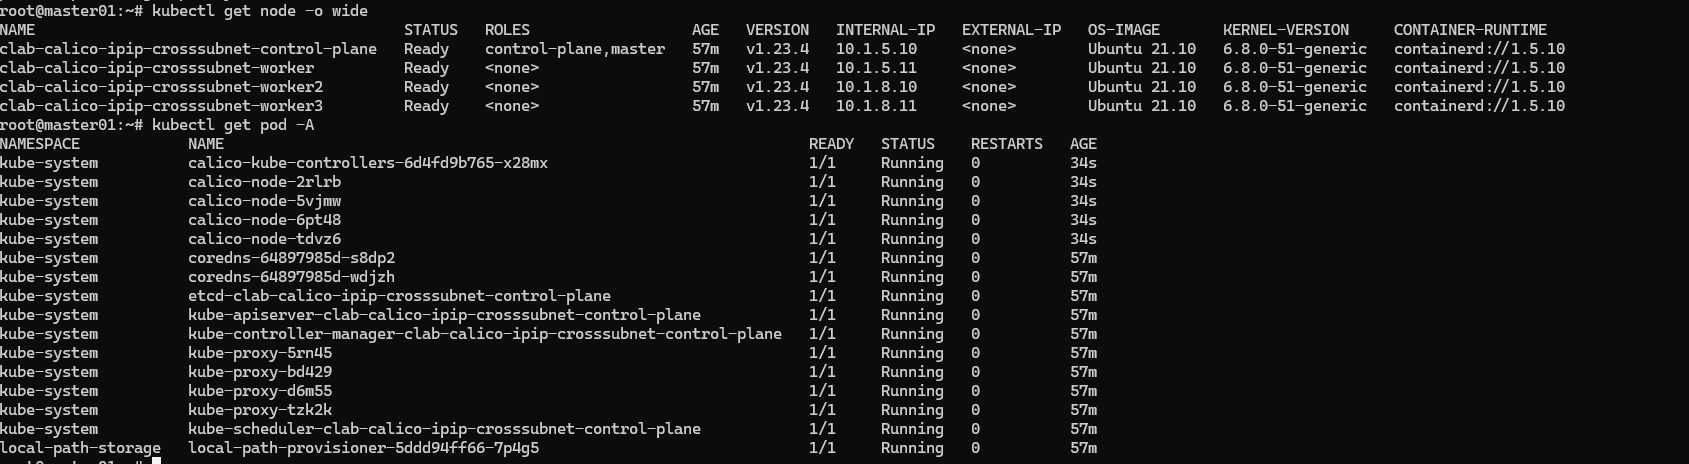 root@master01:~# kubectl get node -o wide
NAME STATUS ROLES AGE VERSION INTERNAL-IP EXTERNAL-IP OS-IMAGE KERNEL-VERSION CONTAINER-RUNTIME
clab-calico-ipip-crosssubnet-control-plane Ready control-plane,master 57m v1.23.4 10.1.5.10 <none> Ubuntu 21.10 6.8.0-51-generic containerd://1.5.10
clab-calico-ipip-crosssubnet-worker Ready <none> 57m v1.23.4 10.1.5.11 <none> Ubuntu 21.10 6.8.0-51-generic containerd://1.5.10
clab-calico-ipip-crosssubnet-worker2 Ready <none> 57m v1.23.4 10.1.8.10 <none> Ubuntu 21.10 6.8.0-51-generic containerd://1.5.10
clab-calico-ipip-crosssubnet-worker3 Ready <none> 57m v1.23.4 10.1.8.11 <none> Ubuntu 21.10 6.8.0-51-generic containerd://1.5.10
root@master01:~# kubectl get pod -A
NAMESPACE NAME READY STATUS RESTARTS AGE
kube-system calico-kube-controllers-6d4fd9b765-x28mx 1/1 Running 0 34s
kube-system calico-node-2rlrb 1/1 Running 0 34s
kube-system calico-node-5vjmw 1/1 Running 0 34s
kube-system calico-node-6pt48 1/1 Running 0 34s
kube-system calico-node-tdvz6 1/1 Running 0 34s
kube-system coredns-64897985d-s8dp2 1/1 Running 0 57m
kube-system coredns-64897985d-wdjzh 1/1 Running 0 57m
kube-system etcd-clab-calico-ipip-crosssubnet-control-plane 1/1 Running 0 57m
kube-system kube-apiserver-clab-calico-ipip-crosssubnet-control-plane 1/1 Running 0 57m
kube-system kube-controller-manager-clab-calico-ipip-crosssubnet-control-plane 1/1 Running 0 57m
kube-system kube-proxy-5rn45 1/1 Running 0 57m
kube-system kube-proxy-bd429 1/1 Running 0 57m
kube-system kube-proxy-d6m55 1/1 Running 0 57m
kube-system kube-proxy-tzk2k 1/1 Running 0 57m
kube-system kube-scheduler-clab-calico-ipip-crosssubnet-control-plane 1/1 Running 0 57m
local-path-storage local-path-provisioner-5ddd94ff66-7p4g5 1/1 Running 0 57m